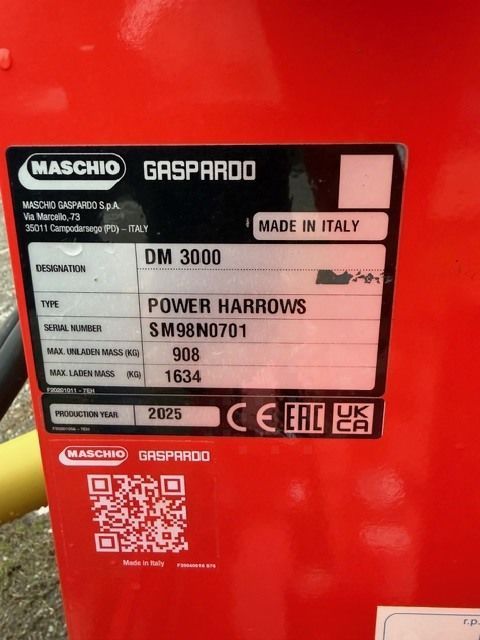 MASCHIO GASPARDO
MASCHIO GASPARDO S.p.A.
Via Marcello, 73
35011 Campodarsego (PD) – ITALY
MADE IN ITALY
DESIGNATION DM 3000
TYPE POWER HARROWS
SERIAL NUMBER SM98N0701
MAX. UNLADEN MASS (KG) 908
MAX. LADEN MASS (KG) 1634
F20201011 - 7EH
PRODUCTION YEAR 2025 CE EAC UK CA
MASCHIO GASPARDO
Made in Italy
r.p.